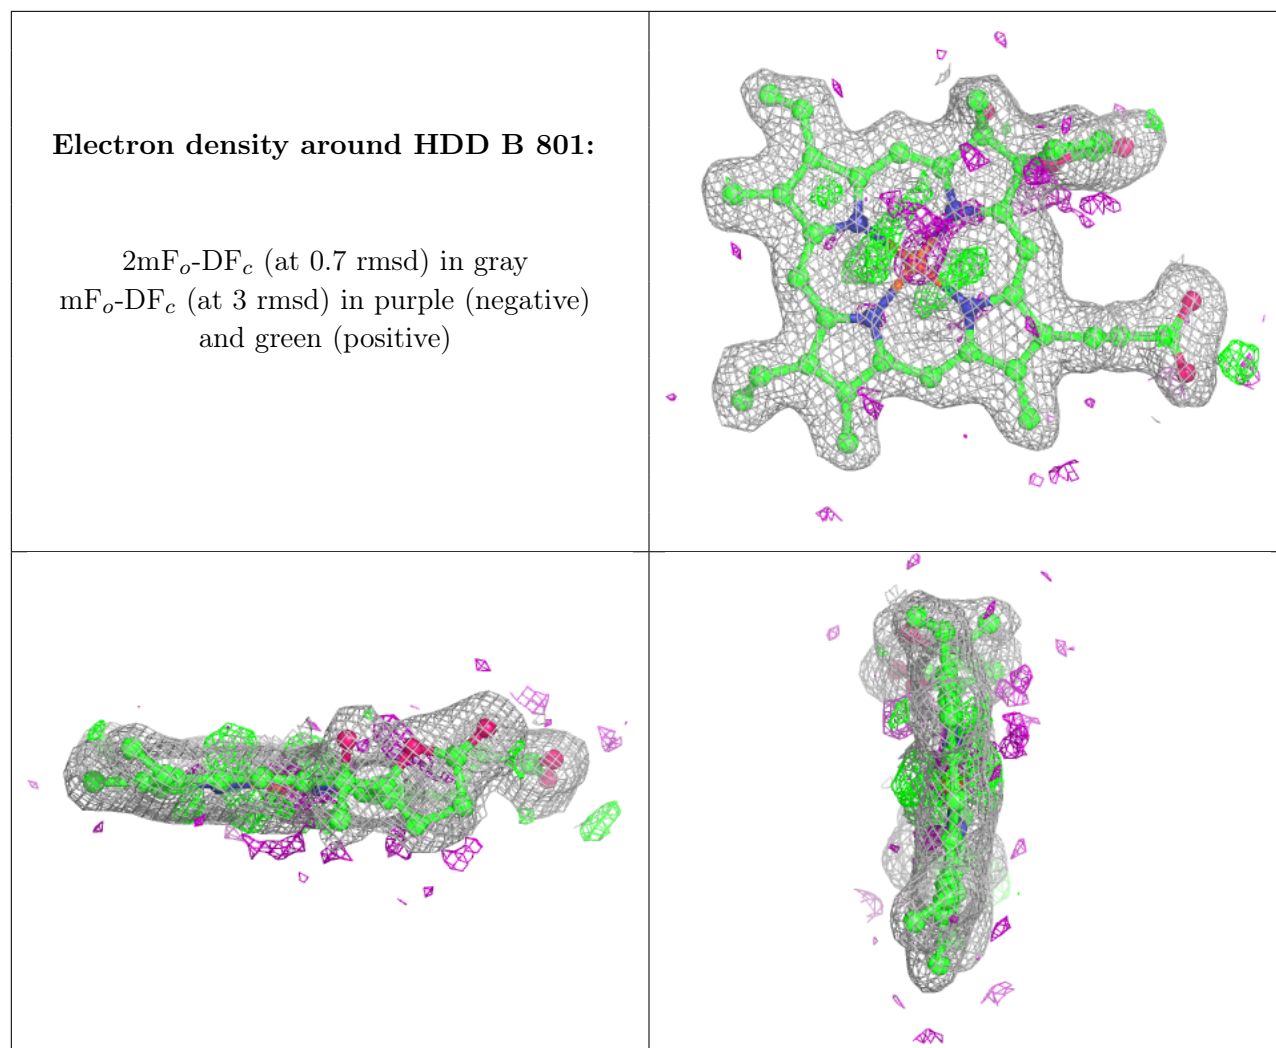 Electron density around HDD B 801:
2mFo-DFc (at 0.7 rmsd) in gray
mFo-DFc (at 3 rmsd) in purple (negative)
and green (positive)